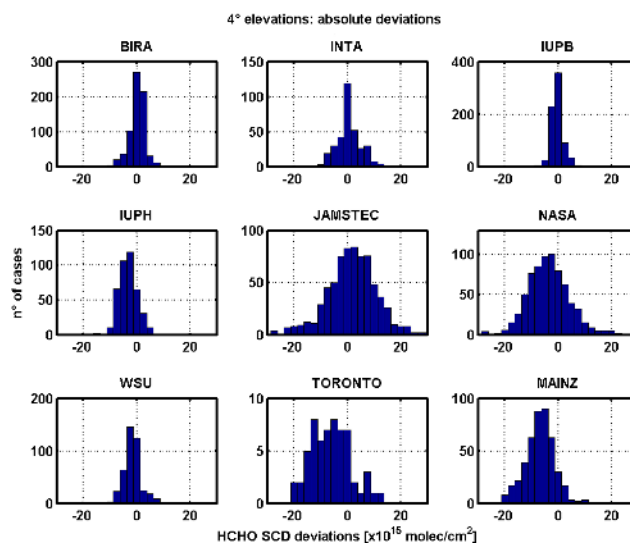 4° elevations: absolute deviations
BIRA INTA IUPB
300 200 100 0 -20 0 20
150 100 50 0 -20 0 20
400 200 0 -20 0 20
IUPH JAMSTEC NASA
n° of cases
150 100 50 0 -20 0 20
100 50 0 -20 0 20
150 100 50 0 -20 0 20
WSU TORONTO MAINZ
200 100 0 -20 0 20
10 5 0 -20 0 20
100 50 0 -20 0 20
HCHO SCD deviations [x10¹⁵ molec/cm²]